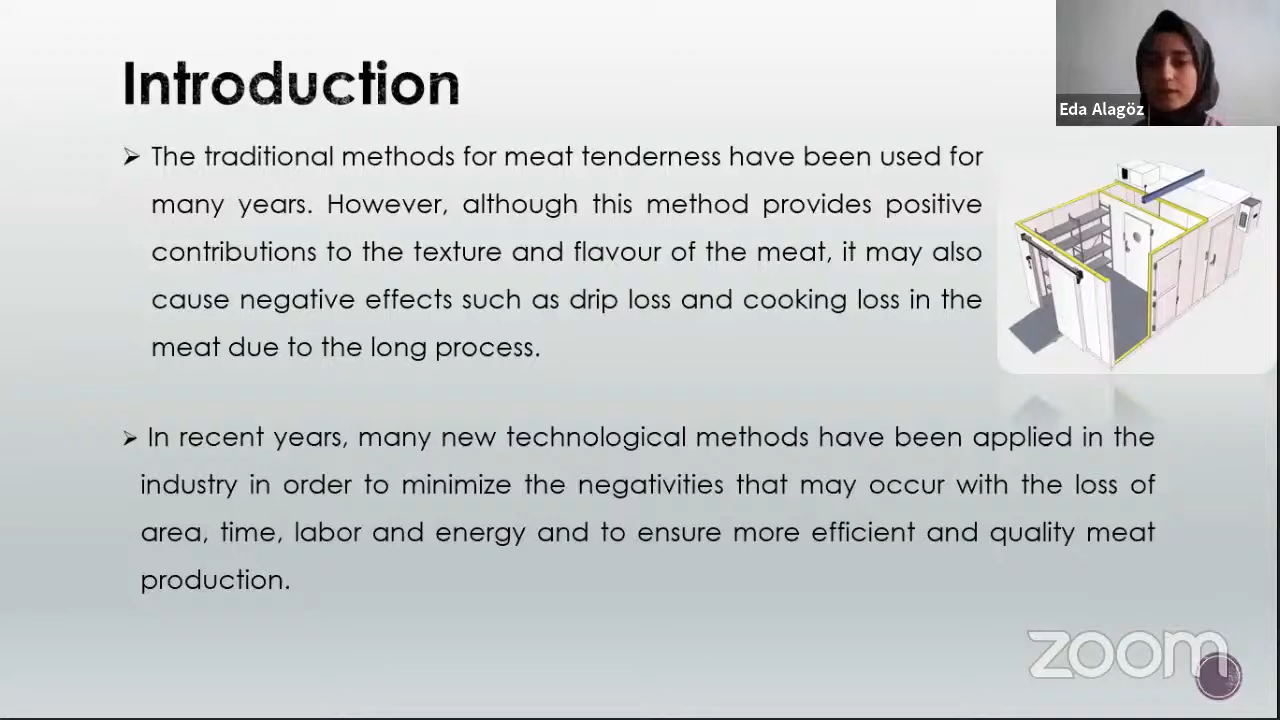 Introduction
Eda Alagöz
➢ The traditional methods for meat tenderness have been used for
many years. However, although this method provides positive
contributions to the texture and flavour of the meat, it may also
cause negative effects such as drip loss and cooking loss in the
meat due to the long process.
➢ In recent years, many new technological methods have been applied in the
industry in order to minimize the negativities that may occur with the loss of
area, time, labor and energy and to ensure more efficient and quality meat
production.
zoom